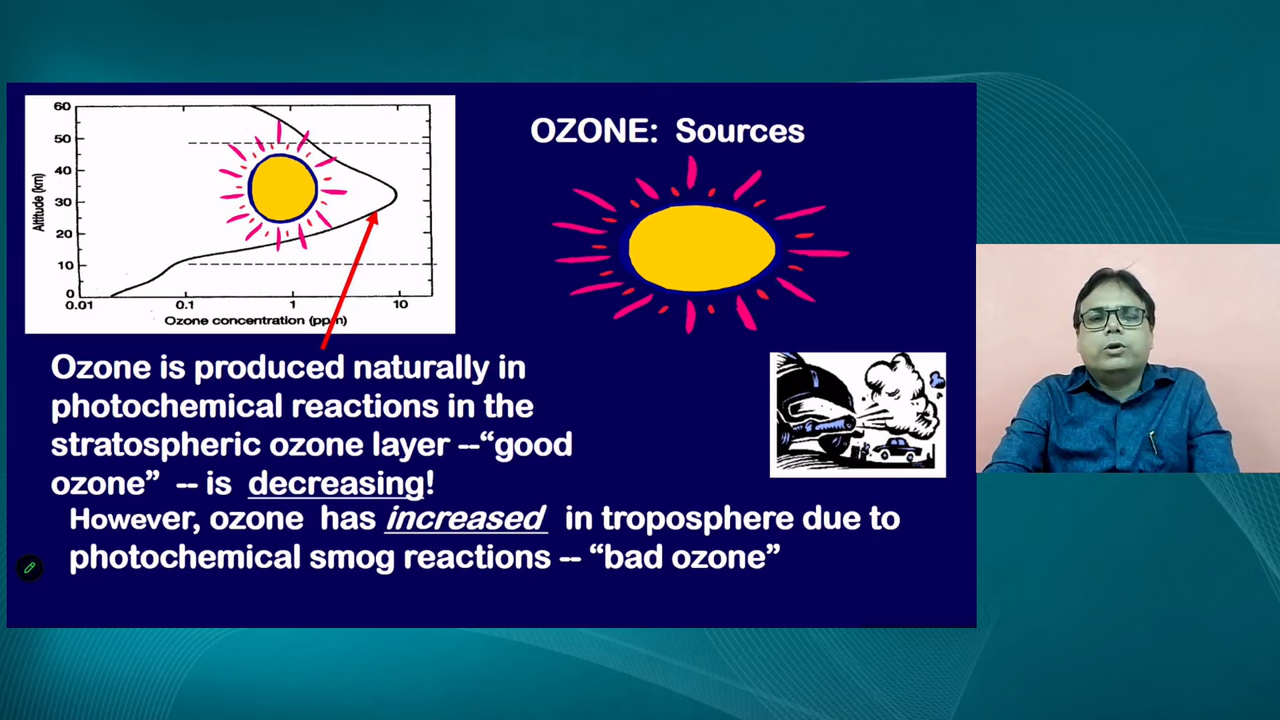 OZONE: Sources
60
50
40
30
20
10
0
Altitude (km)
0.01 0.1 1 10
Ozone concentration (ppm)
Ozone is produced naturally in
photochemical reactions in the
stratospheric ozone layer --“good
ozone” -- is decreasing!
However, ozone has increased in troposphere due to
photochemical smog reactions -- “bad ozone”